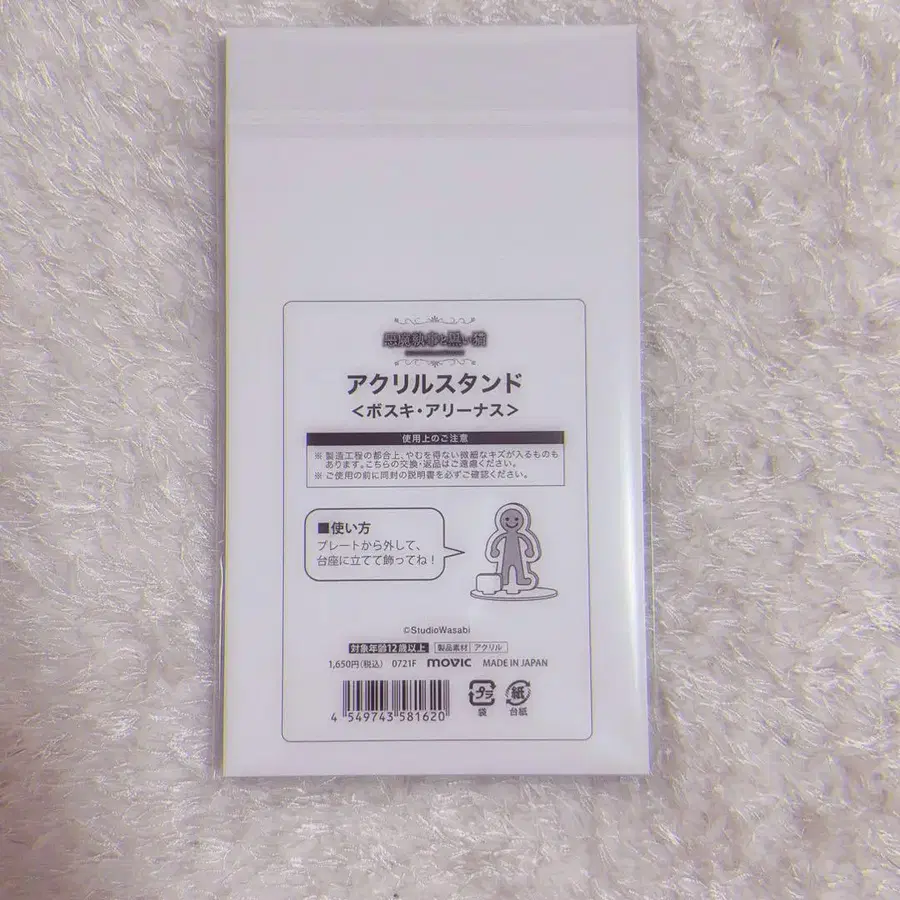 悪魔執事と黒い猫
アクリルスタンド
<ボスキ・アリーナス>
使用上のご注意
※ 製造工程の都合上、やむを得ない微細なキズが入るものも
あります。こちらの交換・返品はご遠慮ください。
※ ご使用の前に同封の説明書を必ずご確認ください。
■使い方
プレートから外して、
台座に立てて飾ってね！
©StudioWasabi
対象年齢12歳以上 製品素材 アクリル
1,650円(税込) 0721F movic MADE IN JAPAN
4 549743 581620
プラ 袋
紙 台紙